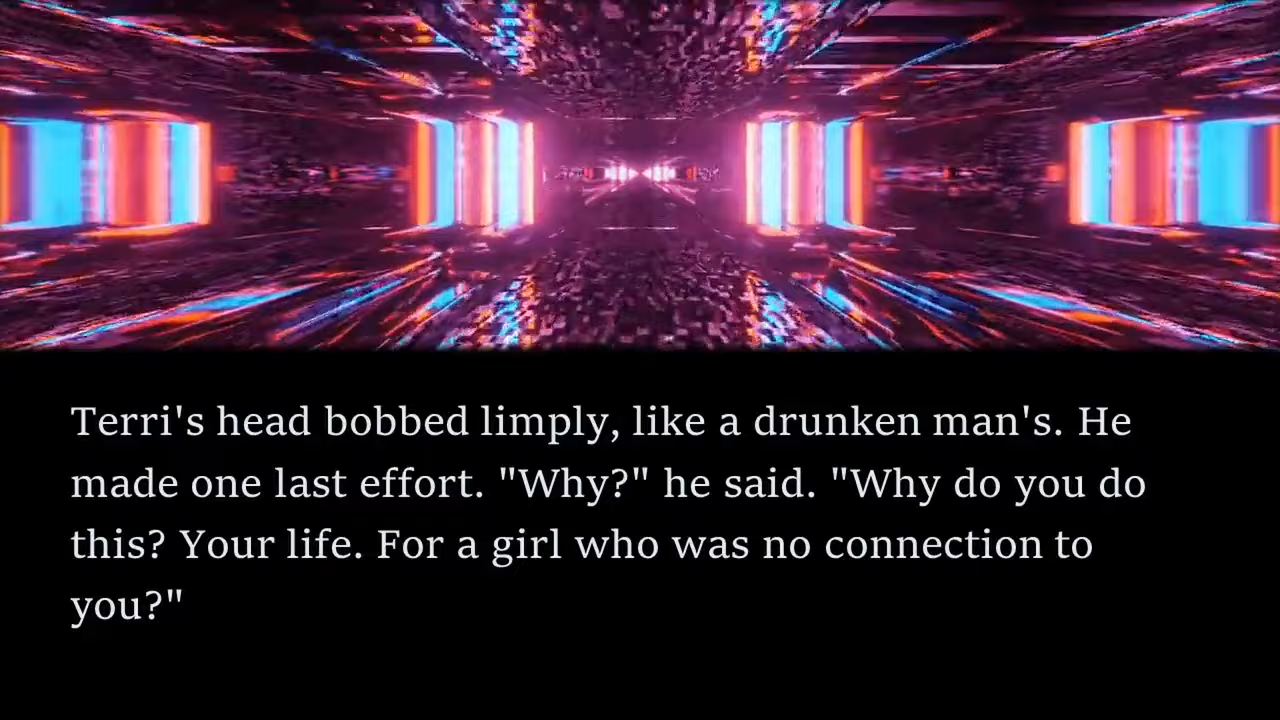 Terri's head bobbed limply, like a drunken man's. He
made one last effort. "Why?" he said. "Why do you do
this? Your life. For a girl who was no connection to
you?"